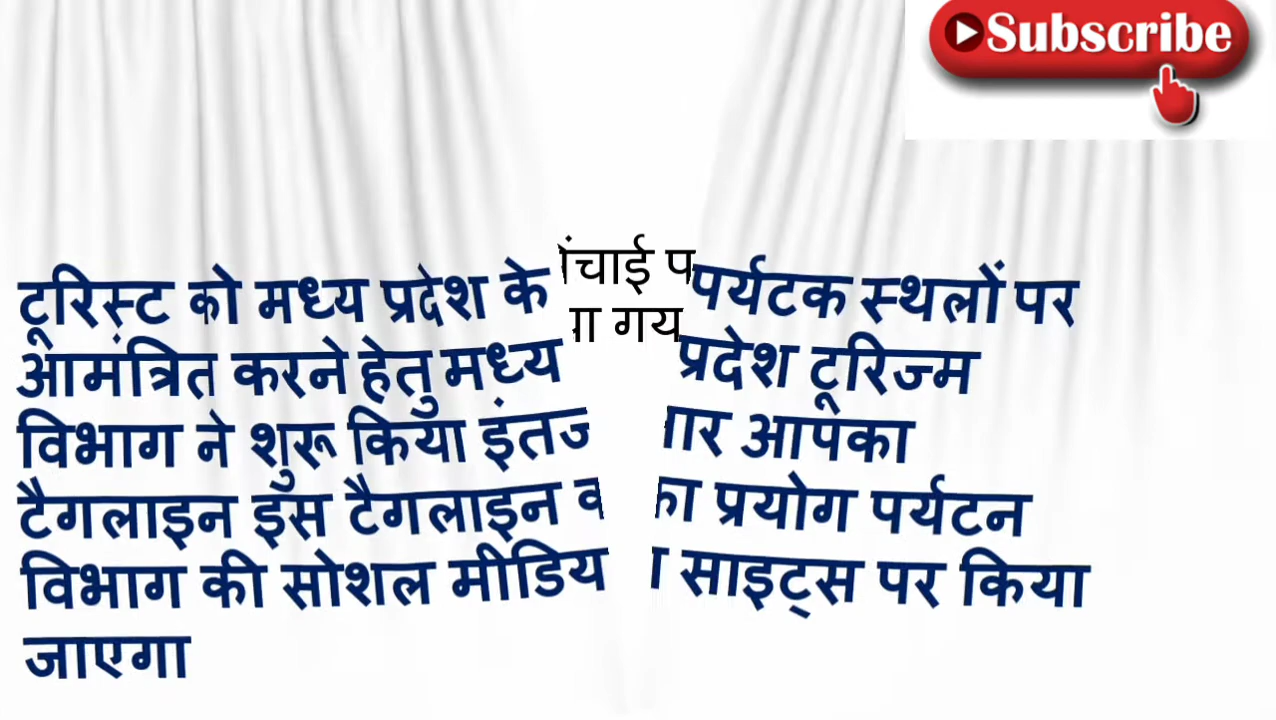 Subscribe
टूरिस्ट को मध्य प्रदेश के पर्यटक स्थलों पर
आमंत्रित करने हेतु मध्य प्रदेश टूरिज्म
विभाग ने शुरू किया इंतजार आपका
टैगलाइन इस टैगलाइन का प्रयोग पर्यटन
विभाग की सोशल मीडिया साइट्स पर किया
जाएगा